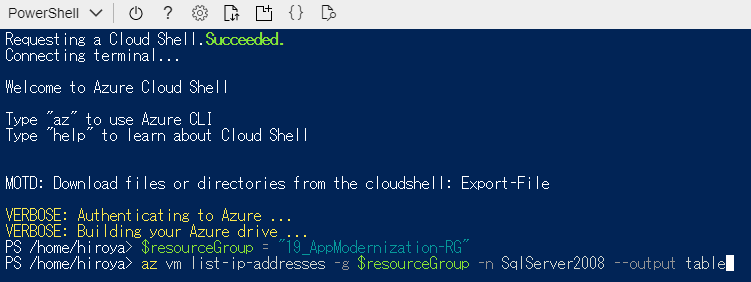 PowerShell
Requesting a Cloud Shell.Succeeded.
Connecting terminal...
Welcome to Azure Cloud Shell
Type "az" to use Azure CLI
Type "help" to learn about Cloud Shell
MOTD: Download files or directories from the cloudshell: Export-File
VERBOSE: Authenticating to Azure ...
VERBOSE: Building your Azure drive ...
PS /home/hiroya> $resourceGroup = "19_AppModernization-RG"
PS /home/hiroya> az vm list-ip-addresses -g $resourceGroup -n SqlServer2008 --output table